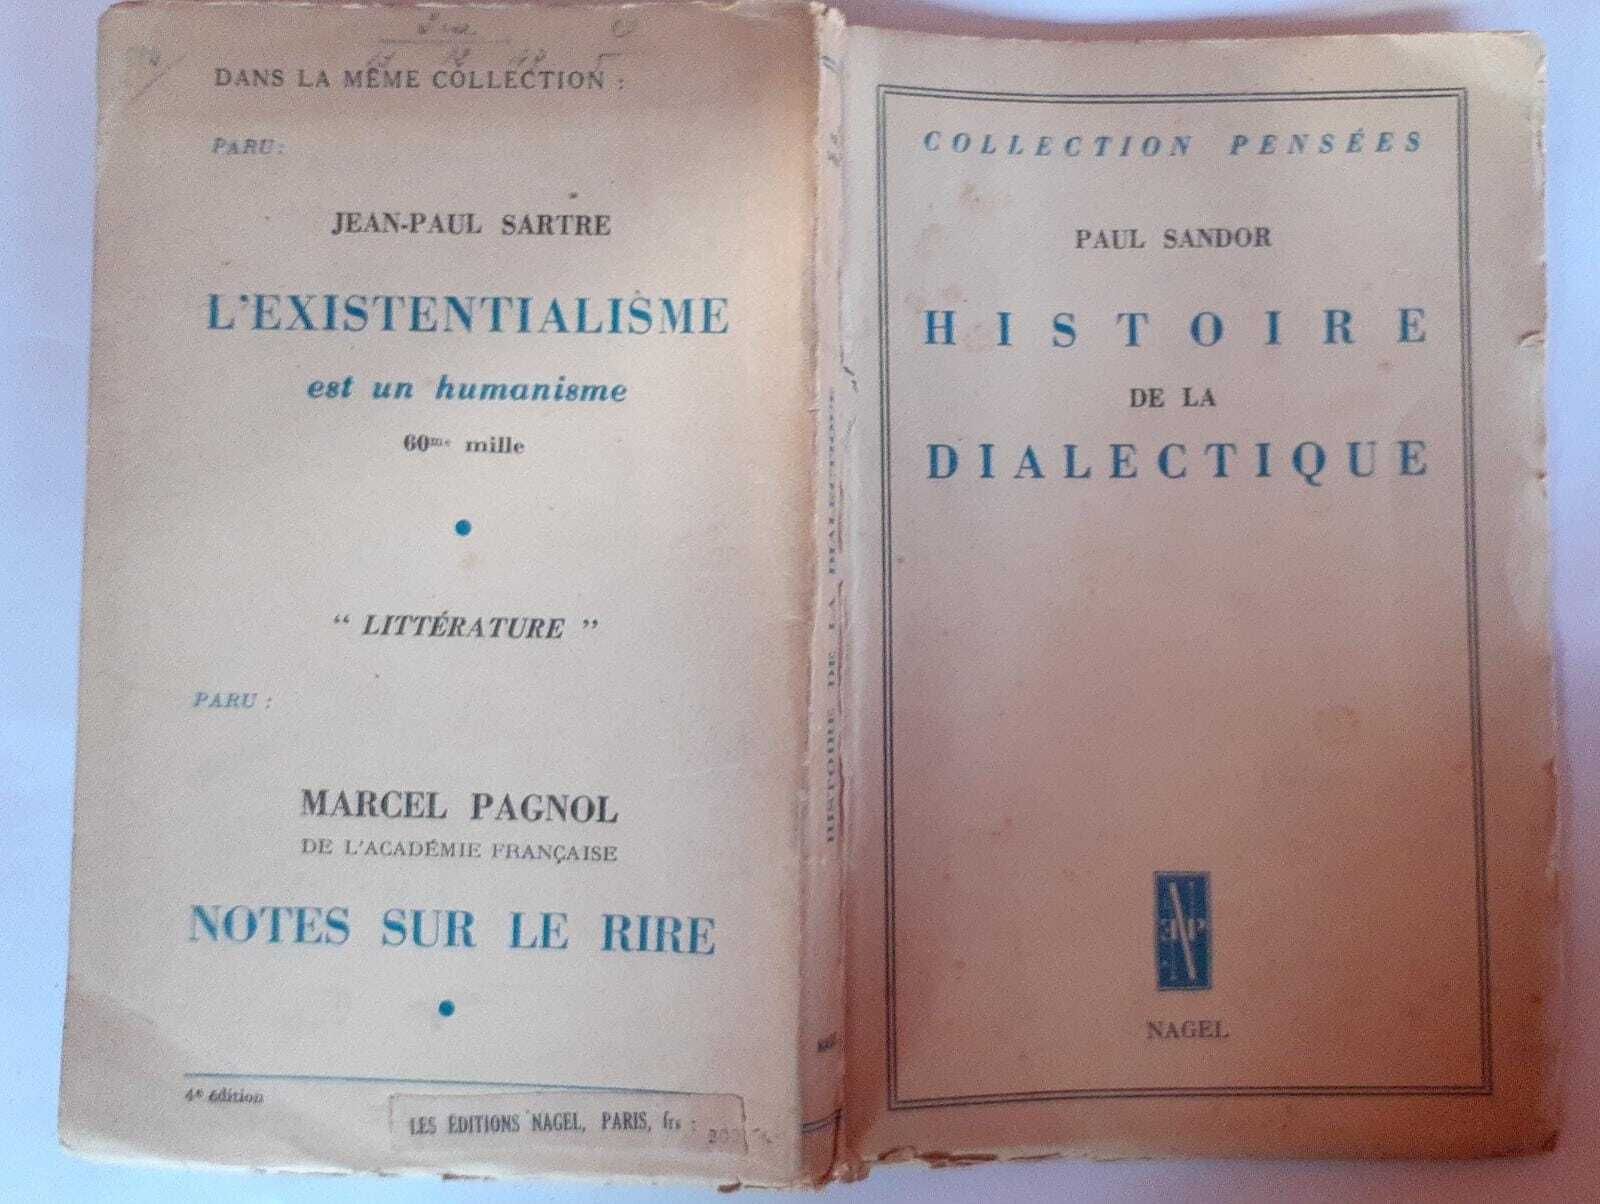 DANS LA MÊME COLLECTION :
PARU :
JEAN-PAUL SARTRE
L'EXISTENTIALISME
est un humanisme
60me mille
“ LITTÉRATURE ”
PARU :
MARCEL PAGNOL
DE L'ACADÉMIE FRANÇAISE
NOTES SUR LE RIRE
4e édition
LES ÉDITIONS NAGEL, PARIS, frs :
HISTOIRE DE LA DIALECTIQUE
COLLECTION PENSÉES
PAUL SANDOR
HISTOIRE
DE LA
DIALECTIQUE
NAGEL